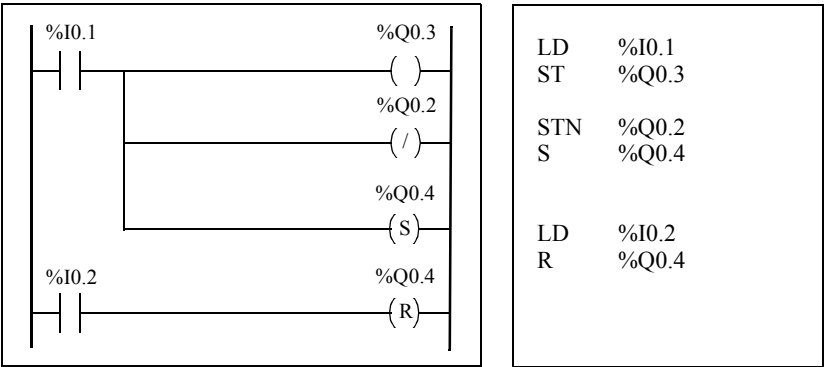 %I0.1 %Q0.3
( )
%Q0.2
( / )
%Q0.4
(S)
%I0.2 %Q0.4
(R)
LD %I0.1
ST %Q0.3
STN %Q0.2
S %Q0.4
LD %I0.2
R %Q0.4